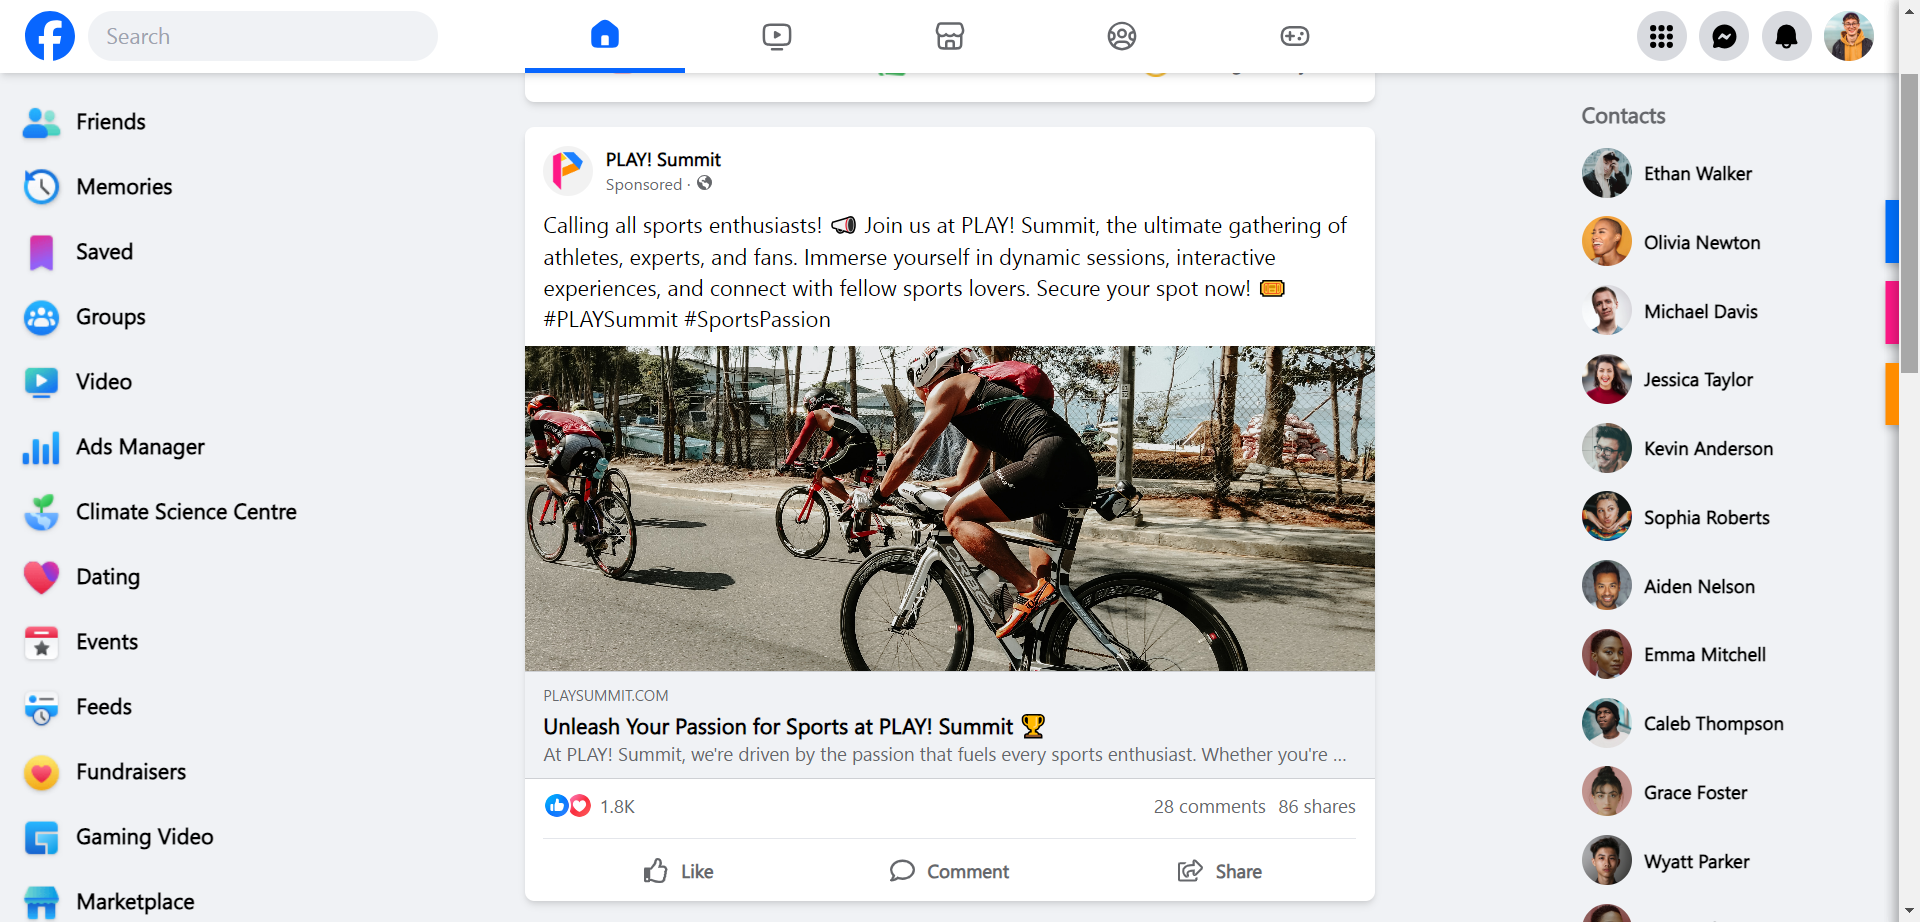 Search
Friends
Memories
Saved
Groups
Video
Ads Manager
Climate Science Centre
Dating
Events
Feeds
Fundraisers
Gaming Video
Marketplace
PLAY! Summit
Sponsored ·
Calling all sports enthusiasts! 📣 Join us at PLAY! Summit, the ultimate gathering of
athletes, experts, and fans. Immerse yourself in dynamic sessions, interactive
experiences, and connect with fellow sports lovers. Secure your spot now! 🎫
#PLAYSummit #SportsPassion
ORBEA
PLAYSUMMIT.COM
Unleash Your Passion for Sports at PLAY! Summit 🏆
At PLAY! Summit, we're driven by the passion that fuels every sports enthusiast. Whether you're ...
1.8K
28 comments 86 shares
Like
Comment
Share
Contacts
Ethan Walker
Olivia Newton
Michael Davis
Jessica Taylor
Kevin Anderson
Sophia Roberts
Aiden Nelson
Emma Mitchell
Caleb Thompson
Grace Foster
Wyatt Parker